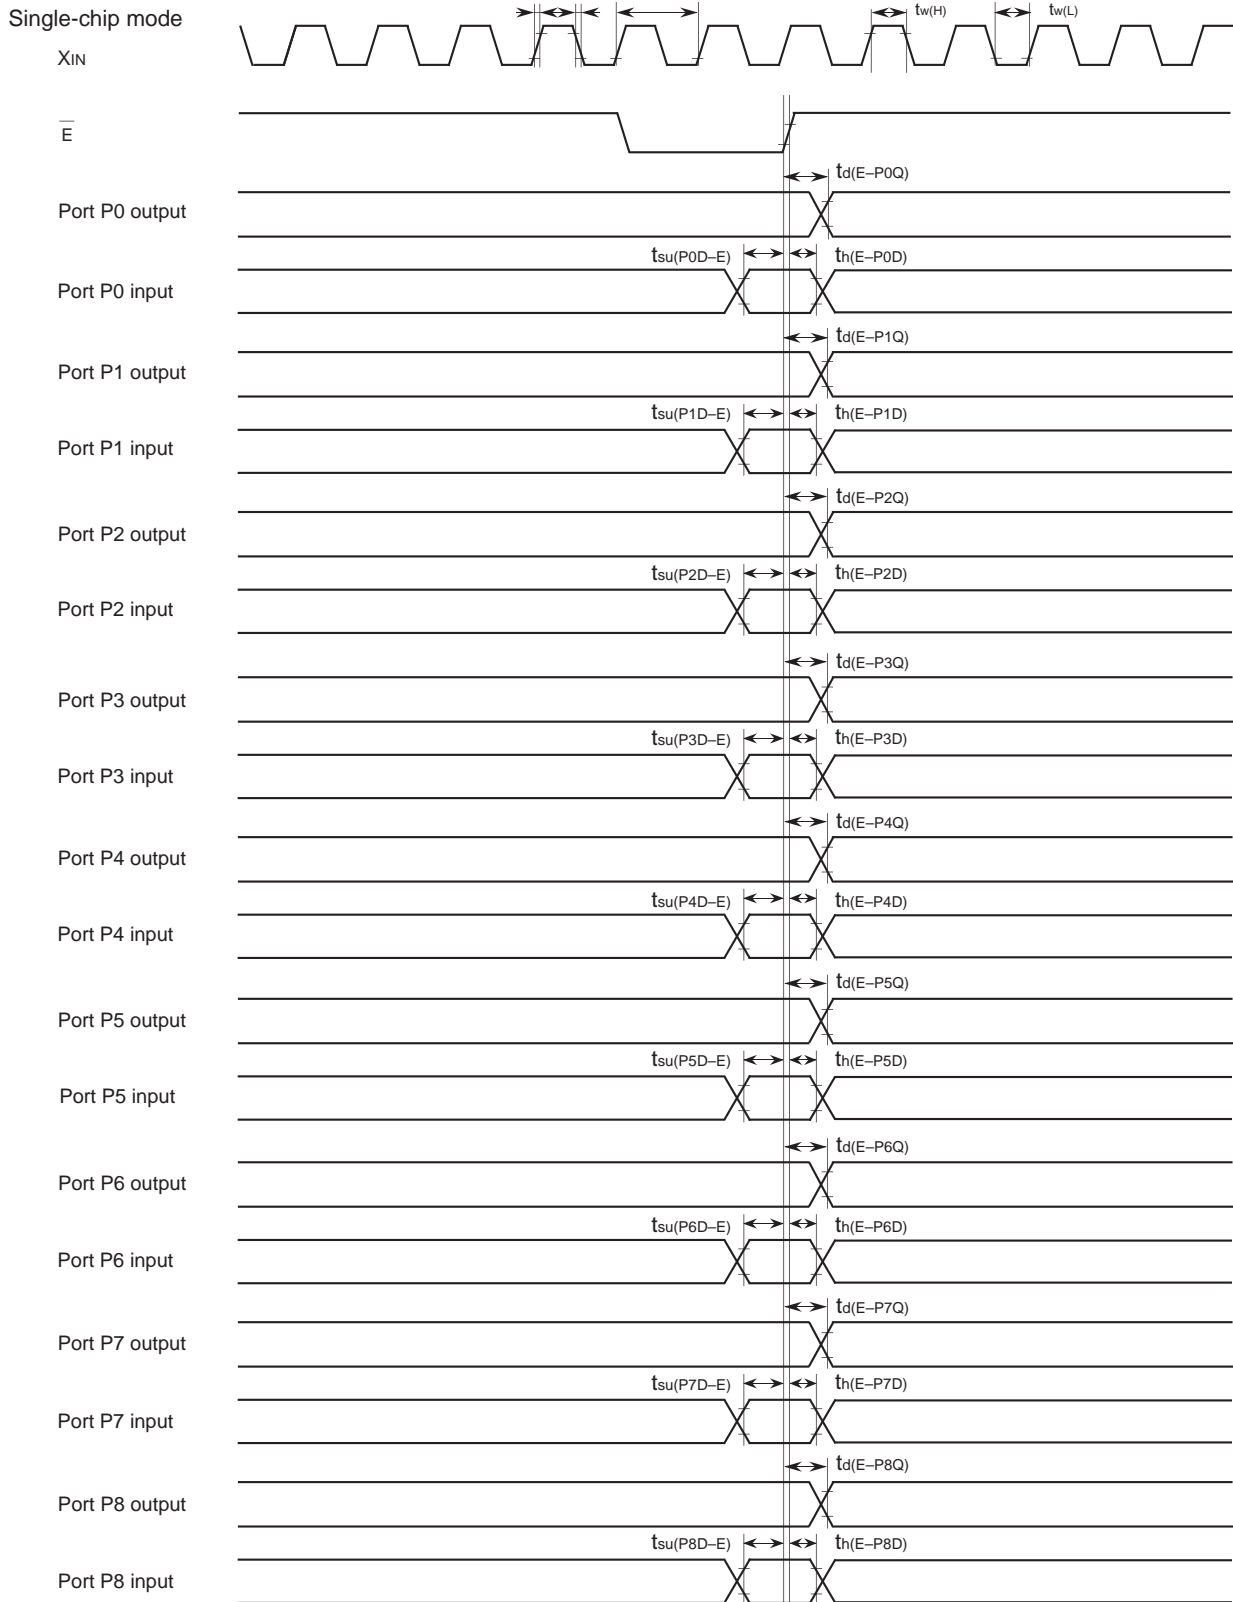 Single-chip mode
tw(H) tw(L)
XIN
E
td(E–P0Q)
Port P0 output
tsu(P0D–E) th(E–P0D)
Port P0 input
td(E–P1Q)
Port P1 output
tsu(P1D–E) th(E–P1D)
Port P1 input
td(E–P2Q)
Port P2 output
tsu(P2D–E) th(E–P2D)
Port P2 input
td(E–P3Q)
Port P3 output
tsu(P3D–E) th(E–P3D)
Port P3 input
td(E–P4Q)
Port P4 output
tsu(P4D–E) th(E–P4D)
Port P4 input
td(E–P5Q)
Port P5 output
tsu(P5D–E) th(E–P5D)
Port P5 input
td(E–P6Q)
Port P6 output
tsu(P6D–E) th(E–P6D)
Port P6 input
td(E–P7Q)
Port P7 output
tsu(P7D–E) th(E–P7D)
Port P7 input
td(E–P8Q)
Port P8 output
tsu(P8D–E) th(E–P8D)
Port P8 input